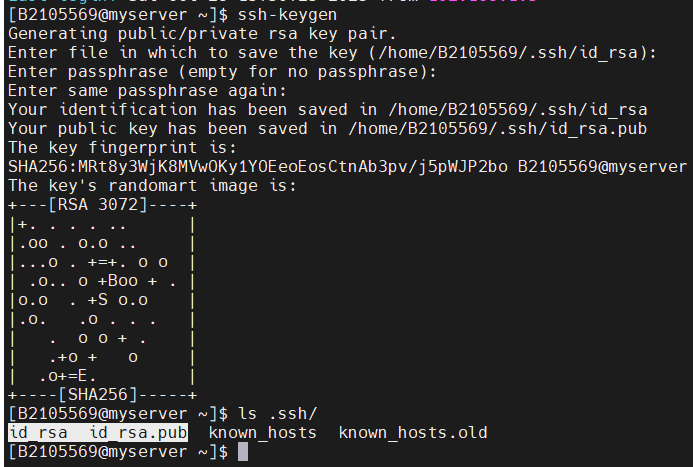 [B2105569@myserver ~]$ ssh-keygen
Generating public/private rsa key pair.
Enter file in which to save the key (/home/B2105569/.ssh/id_rsa):
Enter passphrase (empty for no passphrase):
Enter same passphrase again:
Your identification has been saved in /home/B2105569/.ssh/id_rsa
Your public key has been saved in /home/B2105569/.ssh/id_rsa.pub
The key fingerprint is:
SHA256:MRt8y3WjK8MVwOKy1YOEeoEosCtnAb3pv/j5pWJP2bo B2105569@myserver
The key's randomart image is:
+---[RSA 3072]----+
|+. . . . ..      |
|.oo . o.o ..     |
|...o . +=+. o o  |
| .o.. o +Boo + . |
|o.o  . +S o.o    |
|.o.   .o . . .   |
|   .  o o + .    |
|   .+o +   o     |
|  .o+=E.         |
+----[SHA256]-----+
[B2105569@myserver ~]$ ls .ssh/
id_rsa  id_rsa.pub  known_hosts  known_hosts.old
[B2105569@myserver ~]$